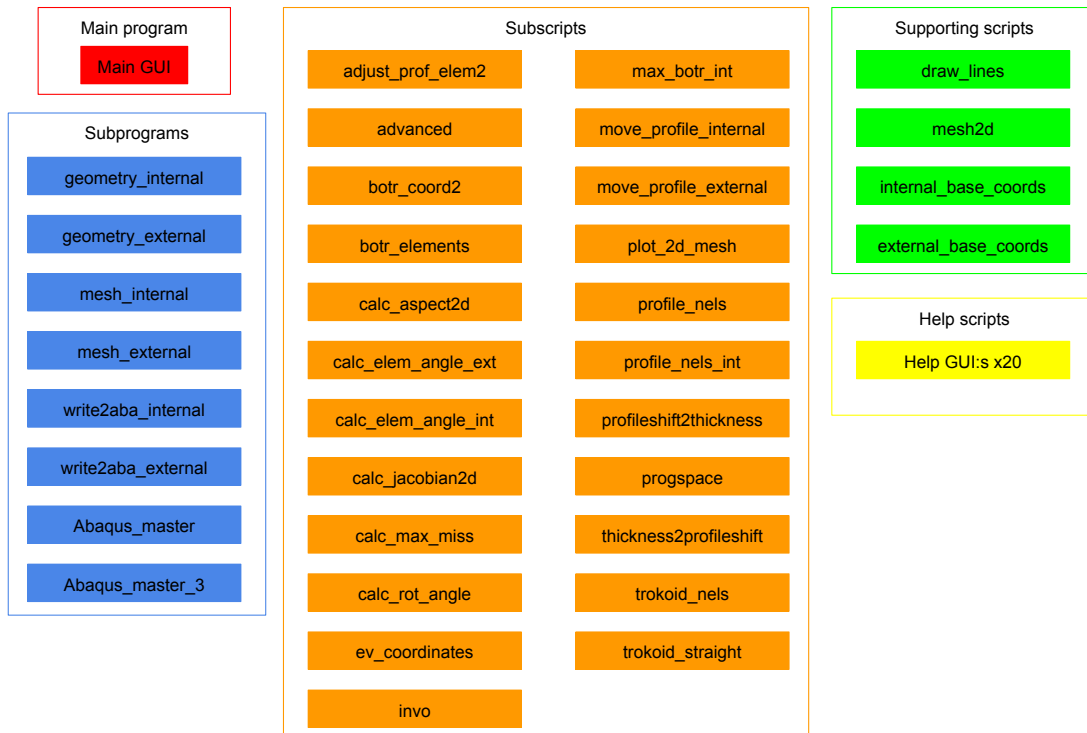 Main program
Main GUI
Subprograms
geometry_internal
geometry_external
mesh_internal
mesh_external
write2aba_internal
write2aba_external
Abaqus_master
Abaqus_master_3
Subscripts
adjust_prof_elem2
advanced
botr_coord2
botr_elements
calc_aspect2d
calc_elem_angle_ext
calc_elem_angle_int
calc_jacobian2d
calc_max_miss
calc_rot_angle
ev_coordinates
invo
max_botr_int
move_profile_internal
move_profile_external
plot_2d_mesh
profile_nels
profile_nels_int
profileshift2thickness
progspace
thickness2profileshift
trokoid_nels
trokoid_straight
Supporting scripts
draw_lines
mesh2d
internal_base_coords
external_base_coords
Help scripts
Help GUI:s x20